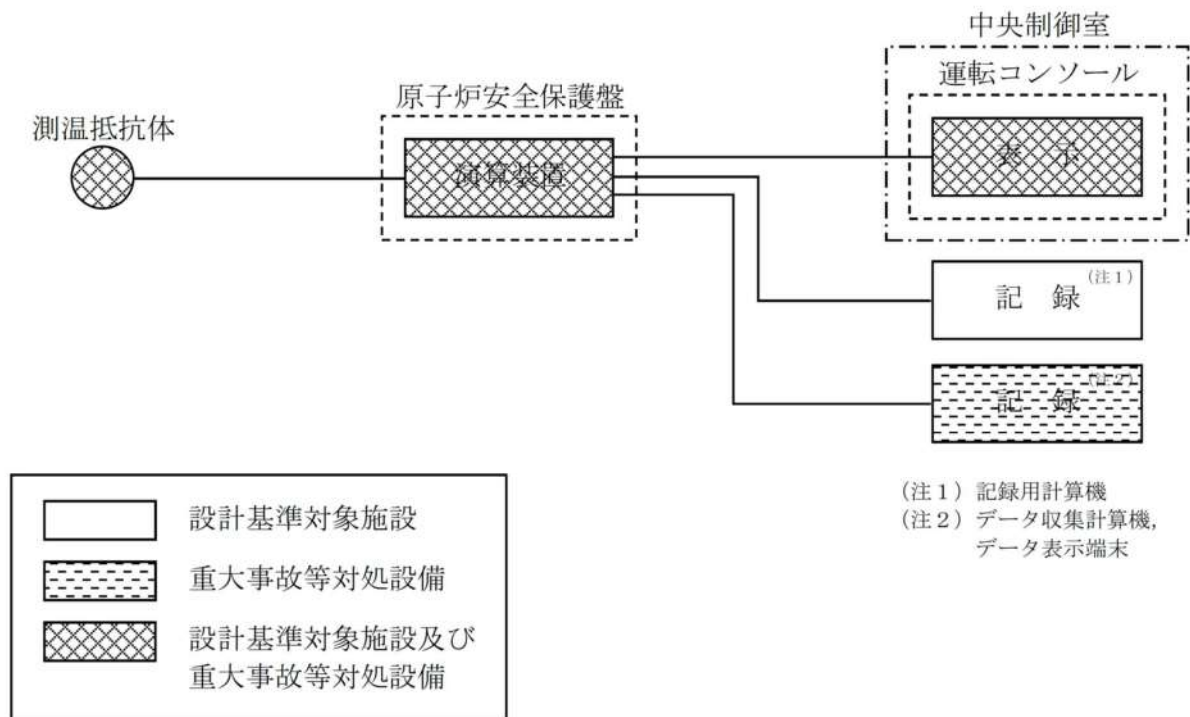 中央制御室
運転コンソール
原子炉安全保護盤
測温抵抗体
演算装置
表 示
記 録 (注1)
記 録 (注2)
(注1) 記録用計算機
(注2) データ収集計算機,
データ表示端末
設計基準対象施設
重大事故等対処設備
設計基準対象施設及び
重大事故等対処設備